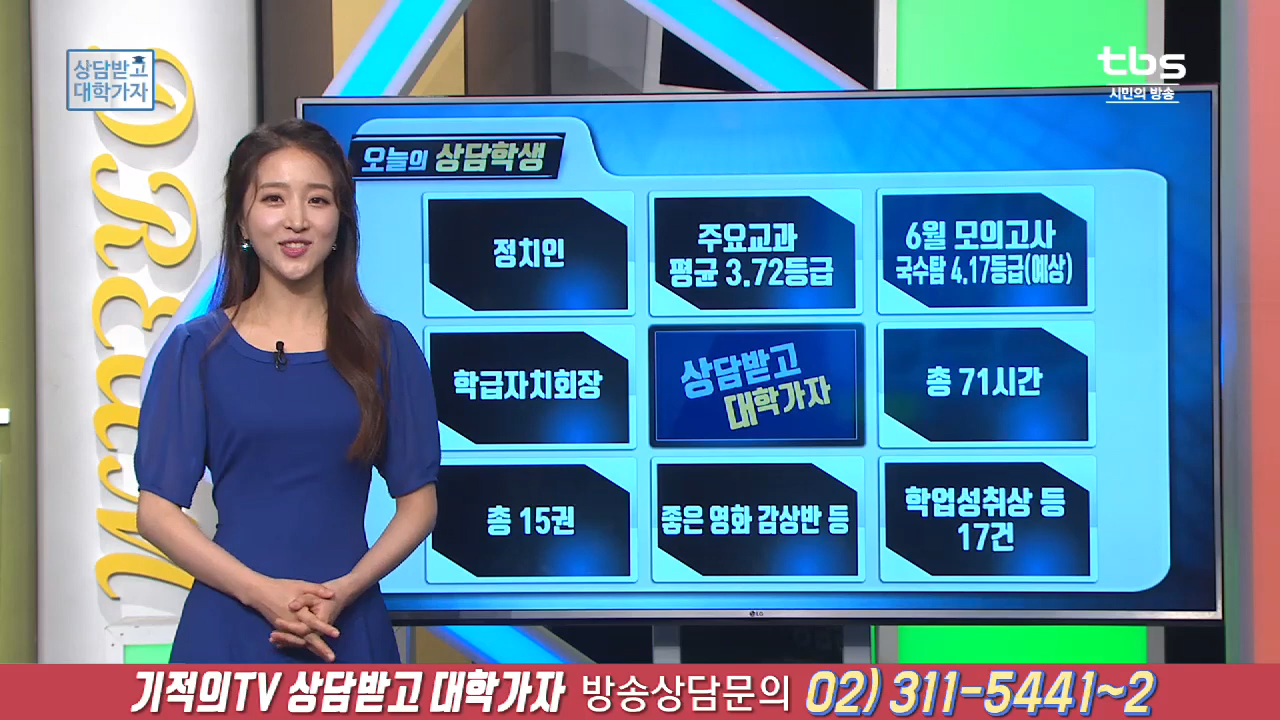 상담받고
대학가자
tbs
시민의 방송
오늘의 상담학생
정치인
주요교과
평균 3.72등급
6월 모의고사
국수탐 4.17등급(예상)
학급자치회장
상담받고
대학가자
총 71시간
총 15권
좋은 영화 감상반 등
학업성취상 등
17건
LG
기적의TV 상담받고 대학가자 방송상담문의 02) 311-5441~2